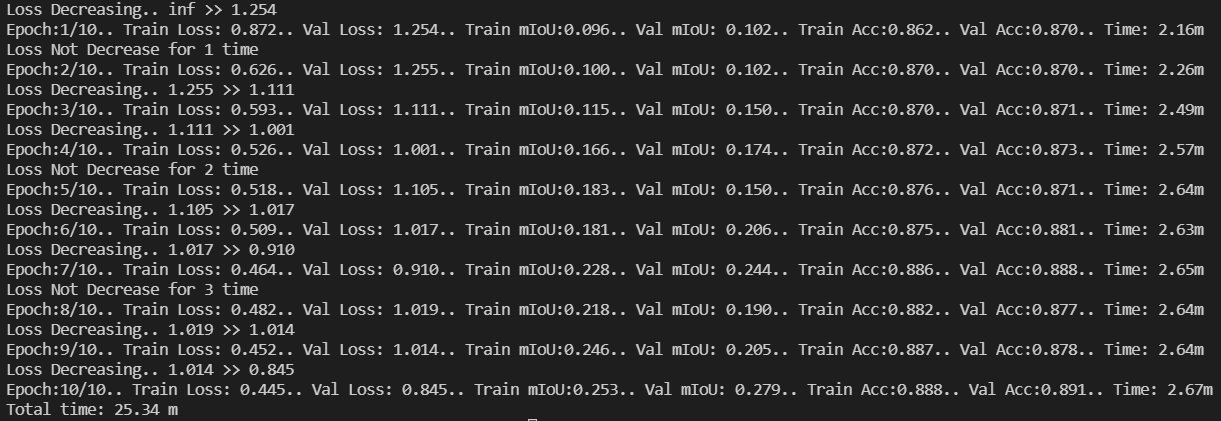 Loss Decreasing.. inf >> 1.254
Epoch:1/10.. Train Loss: 0.872.. Val Loss: 1.254.. Train mIoU:0.096.. Val mIoU: 0.102.. Train Acc:0.862.. Val Acc:0.870.. Time: 2.16m
Loss Not Decrease for 1 time
Epoch:2/10.. Train Loss: 0.626.. Val Loss: 1.255.. Train mIoU:0.100.. Val mIoU: 0.102.. Train Acc:0.870.. Val Acc:0.870.. Time: 2.26m
Loss Decreasing.. 1.255 >> 1.111
Epoch:3/10.. Train Loss: 0.593.. Val Loss: 1.111.. Train mIoU:0.115.. Val mIoU: 0.150.. Train Acc:0.870.. Val Acc:0.871.. Time: 2.49m
Loss Decreasing.. 1.111 >> 1.001
Epoch:4/10.. Train Loss: 0.526.. Val Loss: 1.001.. Train mIoU:0.166.. Val mIoU: 0.174.. Train Acc:0.872.. Val Acc:0.873.. Time: 2.57m
Loss Not Decrease for 2 time
Epoch:5/10.. Train Loss: 0.518.. Val Loss: 1.105.. Train mIoU:0.183.. Val mIoU: 0.150.. Train Acc:0.876.. Val Acc:0.871.. Time: 2.64m
Loss Decreasing.. 1.105 >> 1.017
Epoch:6/10.. Train Loss: 0.509.. Val Loss: 1.017.. Train mIoU:0.181.. Val mIoU: 0.206.. Train Acc:0.875.. Val Acc:0.881.. Time: 2.63m
Loss Decreasing.. 1.017 >> 0.910
Epoch:7/10.. Train Loss: 0.464.. Val Loss: 0.910.. Train mIoU:0.228.. Val mIoU: 0.244.. Train Acc:0.886.. Val Acc:0.888.. Time: 2.65m
Loss Not Decrease for 3 time
Epoch:8/10.. Train Loss: 0.482.. Val Loss: 1.019.. Train mIoU:0.218.. Val mIoU: 0.190.. Train Acc:0.882.. Val Acc:0.877.. Time: 2.64m
Loss Decreasing.. 1.019 >> 1.014
Epoch:9/10.. Train Loss: 0.452.. Val Loss: 1.014.. Train mIoU:0.246.. Val mIoU: 0.205.. Train Acc:0.887.. Val Acc:0.878.. Time: 2.64m
Loss Decreasing.. 1.014 >> 0.845
Epoch:10/10.. Train Loss: 0.445.. Val Loss: 0.845.. Train mIoU:0.253.. Val mIoU: 0.279.. Train Acc:0.888.. Val Acc:0.891.. Time: 2.67m
Total time: 25.34 m